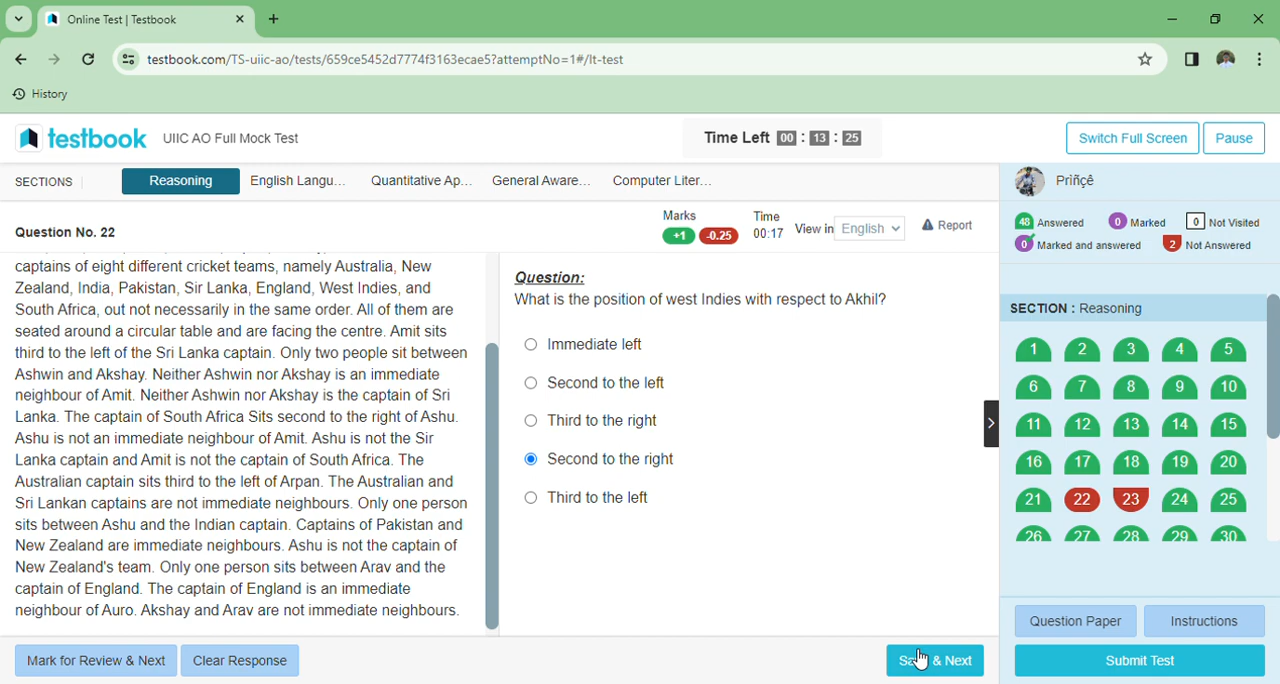 Online Test | Testbook
testbook.com/TS-uiic-ao/tests/659ce5452d7774f3163ecae5?attemptNo=1#/lt-test
History
testbook UIIC AO Full Mock Test
Time Left 00 : 13 : 25
Switch Full Screen Pause
SECTIONS Reasoning English Langu... Quantitative Ap... General Aware... Computer Liter...
Prìñçê
48 Answered 0 Marked 0 Not Visited
0 Marked and answered 2 Not Answered
Question No. 22
Marks
+1 -0.25
Time
00:17
View in English
Report
captains of eight different cricket teams, namely Australia, New
Zealand, India, Pakistan, Sir Lanka, England, West Indies, and
South Africa, out not necessarily in the same order. All of them are
seated around a circular table and are facing the centre. Amit sits
third to the left of the Sri Lanka captain. Only two people sit between
Ashwin and Akshay. Neither Ashwin nor Akshay is an immediate
neighbour of Amit. Neither Ashwin nor Akshay is the captain of Sri
Lanka. The captain of South Africa Sits second to the right of Ashu.
Ashu is not an immediate neighbour of Amit. Ashu is not the Sir
Lanka captain and Amit is not the captain of South Africa. The
Australian captain sits third to the left of Arpan. The Australian and
Sri Lankan captains are not immediate neighbours. Only one person
sits between Ashu and the Indian captain. Captains of Pakistan and
New Zealand are immediate neighbours. Ashu is not the captain of
New Zealand's team. Only one person sits between Arav and the
captain of England. The captain of England is an immediate
neighbour of Auro. Akshay and Arav are not immediate neighbours.
Question:
What is the position of west Indies with respect to Akhil?
Immediate left
Second to the left
Third to the right
Second to the right
Third to the left
SECTION : Reasoning
1 2 3 4 5
6 7 8 9 10
11 12 13 14 15
16 17 18 19 20
21 22 23 24 25
26 27 28 29 30
Question Paper Instructions
Mark for Review & Next Clear Response Save & Next Submit Test